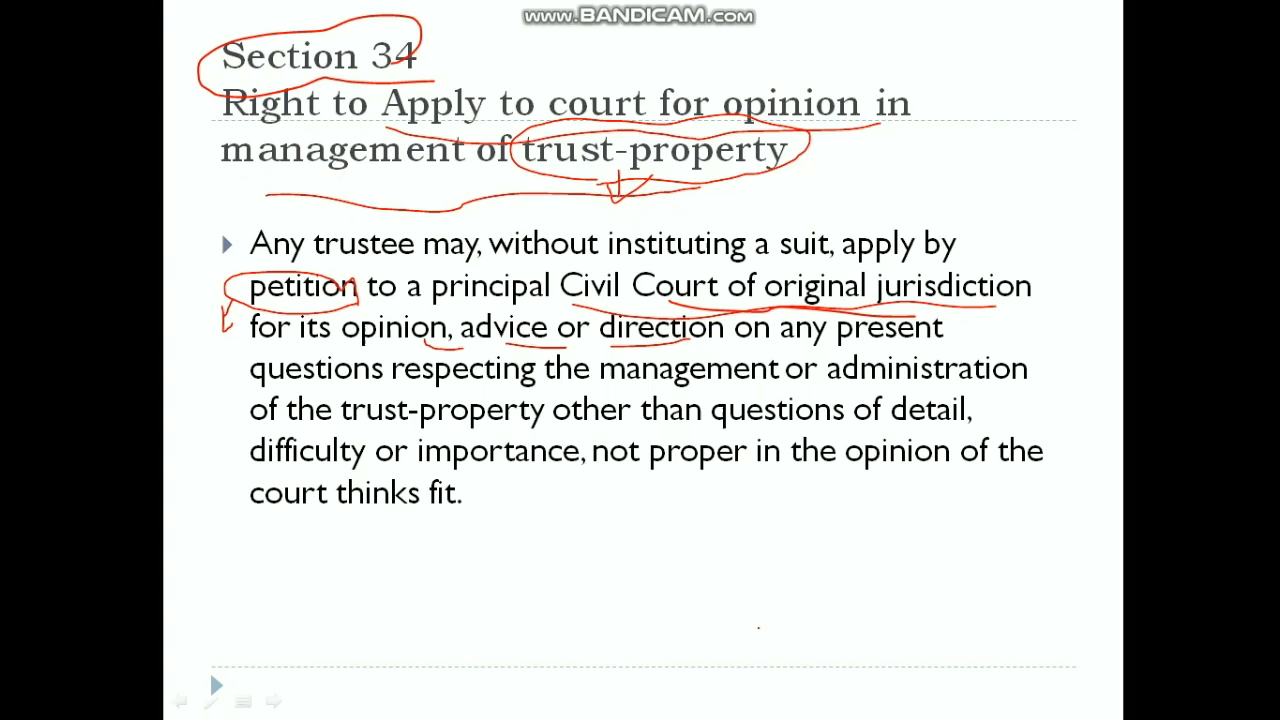 www.BANDICAM.com
Section 34
Right to Apply to court for opinion in
management of trust-property
Any trustee may, without instituting a suit, apply by
petition to a principal Civil Court of original jurisdiction
for its opinion, advice or direction on any present
questions respecting the management or administration
of the trust-property other than questions of detail,
difficulty or importance, not proper in the opinion of the
court thinks fit.